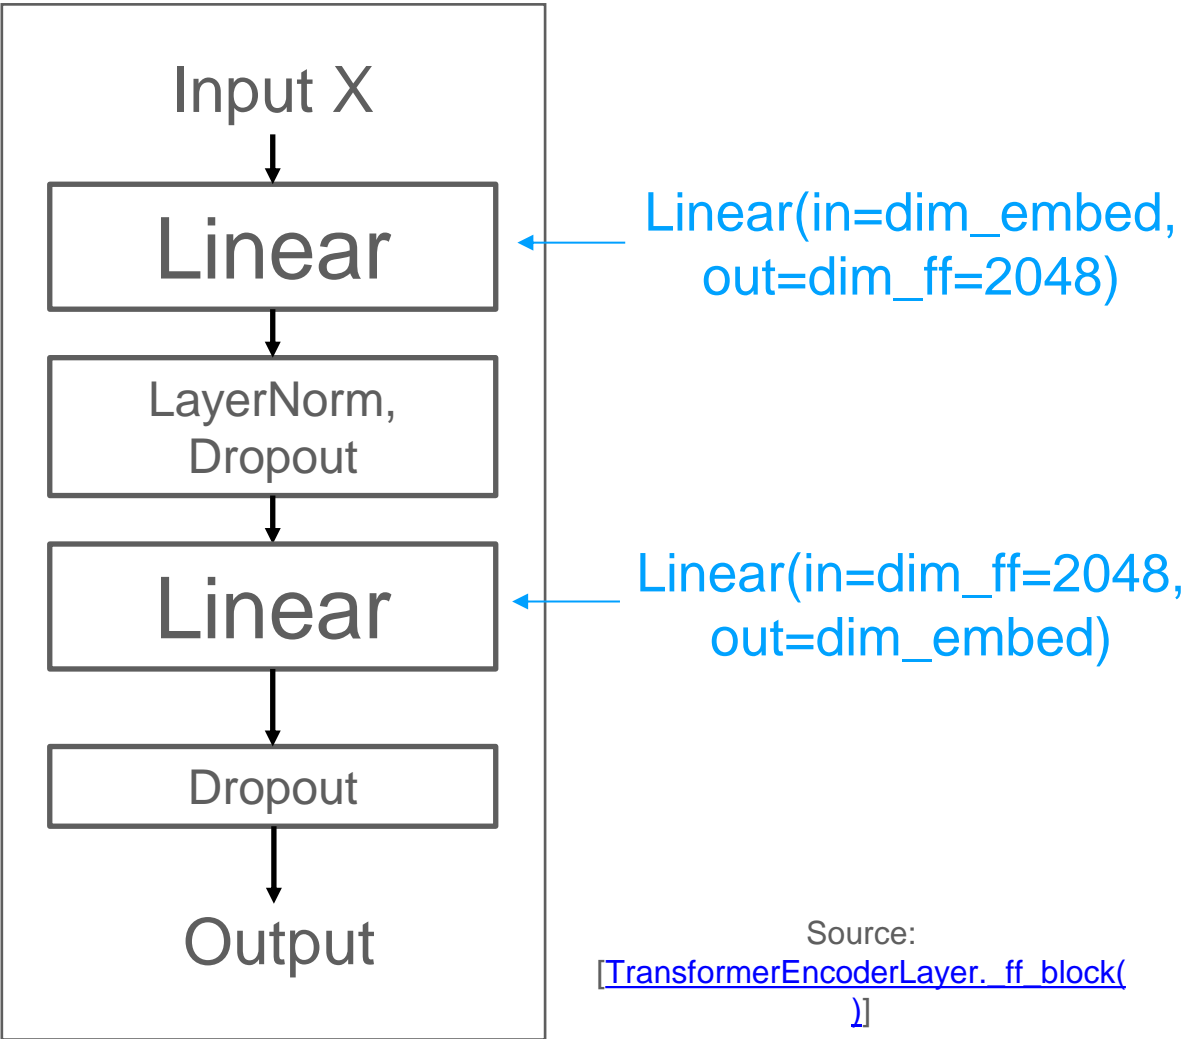 Input X
Linear
Linear(in=dim_embed,
out=dim_ff=2048)
LayerNorm,
Dropout
Linear
Linear(in=dim_ff=2048,
out=dim_embed)
Dropout
Output
Source:
[TransformerEncoderLayer._ff_block(
)]